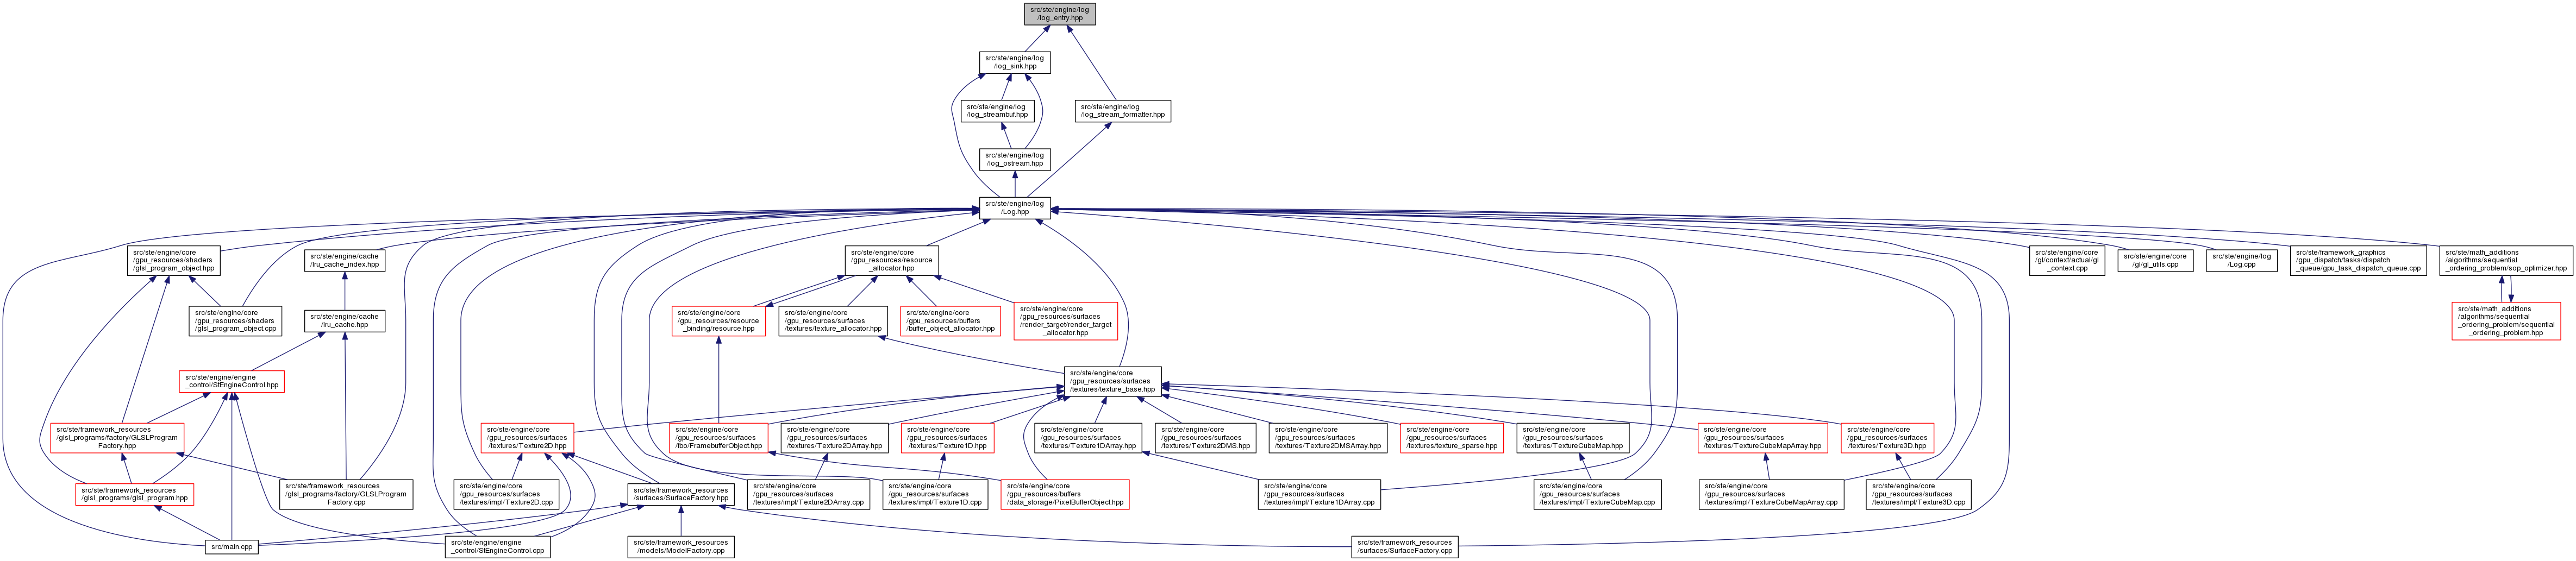 src/ste/engine/log
/log_entry.hpp
src/ste/engine/log
/log_sink.hpp
src/ste/engine/log
/log_streambuf.hpp
src/ste/engine/log
/log_stream_formatter.hpp
src/ste/engine/log
/log_ostream.hpp
src/ste/engine/log
/Log.hpp
src/ste/engine/core
/gpu_resources/shaders
/glsl_program_object.hpp
src/ste/engine/cache
/lru_cache_index.hpp
src/ste/engine/core
/gpu_resources/resource
_allocator.hpp
src/ste/engine/core
/gl/context/actual/gl
_context.cpp
src/ste/engine/core
/gl/gl_utils.cpp
src/ste/engine/log
/Log.cpp
src/ste/framework_graphics
/gpu_dispatch/tasks/dispatch
_queue/gpu_task_dispatch_queue.cpp
src/ste/math_additions
/algorithms/sequential
_ordering_problem/sop_optimizer.hpp
src/ste/engine/core
/gpu_resources/shaders
/glsl_program_object.cpp
src/ste/engine/cache
/lru_cache.hpp
src/ste/engine/core
/gpu_resources/resource
_binding/resource.hpp
src/ste/engine/core
/gpu_resources/surfaces
/textures/texture_allocator.hpp
src/ste/engine/core
/gpu_resources/buffers
/buffer_object_allocator.hpp
src/ste/engine/core
/gpu_resources/surfaces
/render_target/render_target
_allocator.hpp
src/ste/math_additions
/algorithms/sequential
_ordering_problem/sequential
_ordering_problem.hpp
src/ste/engine/engine
_control/StEngineControl.hpp
src/ste/engine/core
/gpu_resources/surfaces
/textures/texture_base.hpp
src/ste/framework_resources
/glsl_programs/factory/GLSLProgram
Factory.hpp
src/ste/engine/core
/gpu_resources/surfaces
/textures/Texture2D.hpp
src/ste/engine/core
/gpu_resources/surfaces
/fbo/FramebufferObject.hpp
src/ste/engine/core
/gpu_resources/surfaces
/textures/Texture2DArray.hpp
src/ste/engine/core
/gpu_resources/surfaces
/textures/Texture1D.hpp
src/ste/engine/core
/gpu_resources/surfaces
/textures/Texture1DArray.hpp
src/ste/engine/core
/gpu_resources/surfaces
/textures/Texture2DMS.hpp
src/ste/engine/core
/gpu_resources/surfaces
/textures/Texture2DMSArray.hpp
src/ste/engine/core
/gpu_resources/surfaces
/textures/texture_sparse.hpp
src/ste/engine/core
/gpu_resources/surfaces
/textures/TextureCubeMap.hpp
src/ste/engine/core
/gpu_resources/surfaces
/textures/TextureCubeMapArray.hpp
src/ste/engine/core
/gpu_resources/surfaces
/textures/Texture3D.hpp
src/ste/framework_resources
/glsl_programs/glsl_program.hpp
src/ste/framework_resources
/glsl_programs/factory/GLSLProgram
Factory.cpp
src/ste/engine/core
/gpu_resources/surfaces
/textures/impl/Texture2D.cpp
src/ste/framework_resources
/surfaces/SurfaceFactory.hpp
src/ste/engine/core
/gpu_resources/surfaces
/textures/impl/Texture2DArray.cpp
src/ste/engine/core
/gpu_resources/surfaces
/textures/impl/Texture1D.cpp
src/ste/engine/core
/gpu_resources/buffers
/data_storage/PixelBufferObject.hpp
src/ste/engine/core
/gpu_resources/surfaces
/textures/impl/Texture1DArray.cpp
src/ste/engine/core
/gpu_resources/surfaces
/textures/impl/TextureCubeMap.cpp
src/ste/engine/core
/gpu_resources/surfaces
/textures/impl/TextureCubeMapArray.cpp
src/ste/engine/core
/gpu_resources/surfaces
/textures/impl/Texture3D.cpp
src/main.cpp
src/ste/engine/engine
_control/StEngineControl.cpp
src/ste/framework_resources
/models/ModelFactory.cpp
src/ste/framework_resources
/surfaces/SurfaceFactory.cpp